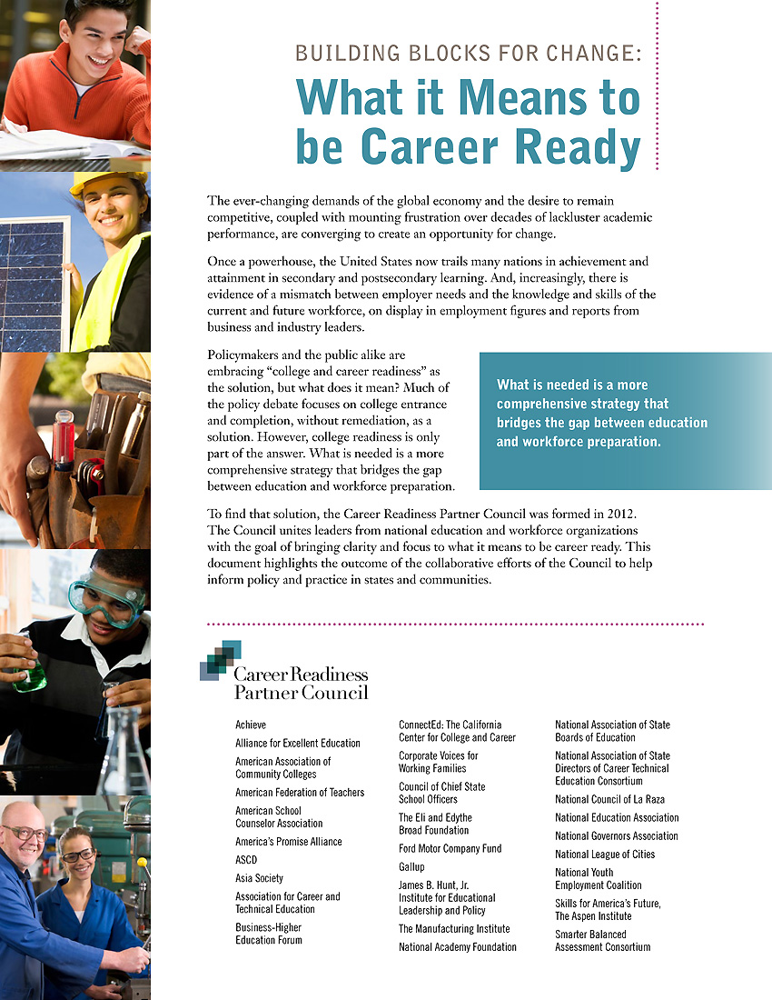 BUILDING BLOCKS FOR CHANGE:
What it Means to
be Career Ready
The ever-changing demands of the global economy and the desire to remain
competitive, coupled with mounting frustration over decades of lackluster academic
performance, are converging to create an opportunity for change.
Once a powerhouse, the United States now trails many nations in achievement and
attainment in secondary and postsecondary learning. And, increasingly, there is
evidence of a mismatch between employer needs and the knowledge and skills of the
current and future workforce, on display in employment figures and reports from
business and industry leaders.
Policymakers and the public alike are
embracing “college and career readiness” as
the solution, but what does it mean? Much of
the policy debate focuses on college entrance
and completion, without remediation, as a
solution. However, college readiness is only
part of the answer. What is needed is a more
comprehensive strategy that bridges the gap
between education and workforce preparation.
What is needed is a more
comprehensive strategy that
bridges the gap between education
and workforce preparation.
To find that solution, the Career Readiness Partner Council was formed in 2012.
The Council unites leaders from national education and workforce organizations
with the goal of bringing clarity and focus to what it means to be career ready. This
document highlights the outcome of the collaborative efforts of the Council to help
inform policy and practice in states and communities.
Career Readiness
Partner Council
Achieve
Alliance for Excellent Education
American Association of
Community Colleges
American Federation of Teachers
American School
Counselor Association
America’s Promise Alliance
ASCD
Asia Society
Association for Career and
Technical Education
Business-Higher
Education Forum
ConnectEd: The California
Center for College and Career
Corporate Voices for
Working Families
Council of Chief State
School Officers
The Eli and Edythe
Broad Foundation
Ford Motor Company Fund
Gallup
James B. Hunt, Jr.
Institute for Educational
Leadership and Policy
The Manufacturing Institute
National Academy Foundation
National Association of State
Boards of Education
National Association of State
Directors of Career Technical
Education Consortium
National Council of La Raza
National Education Association
National Governors Association
National League of Cities
National Youth
Employment Coalition
Skills for America’s Future,
The Aspen Institute
Smarter Balanced
Assessment Consortium